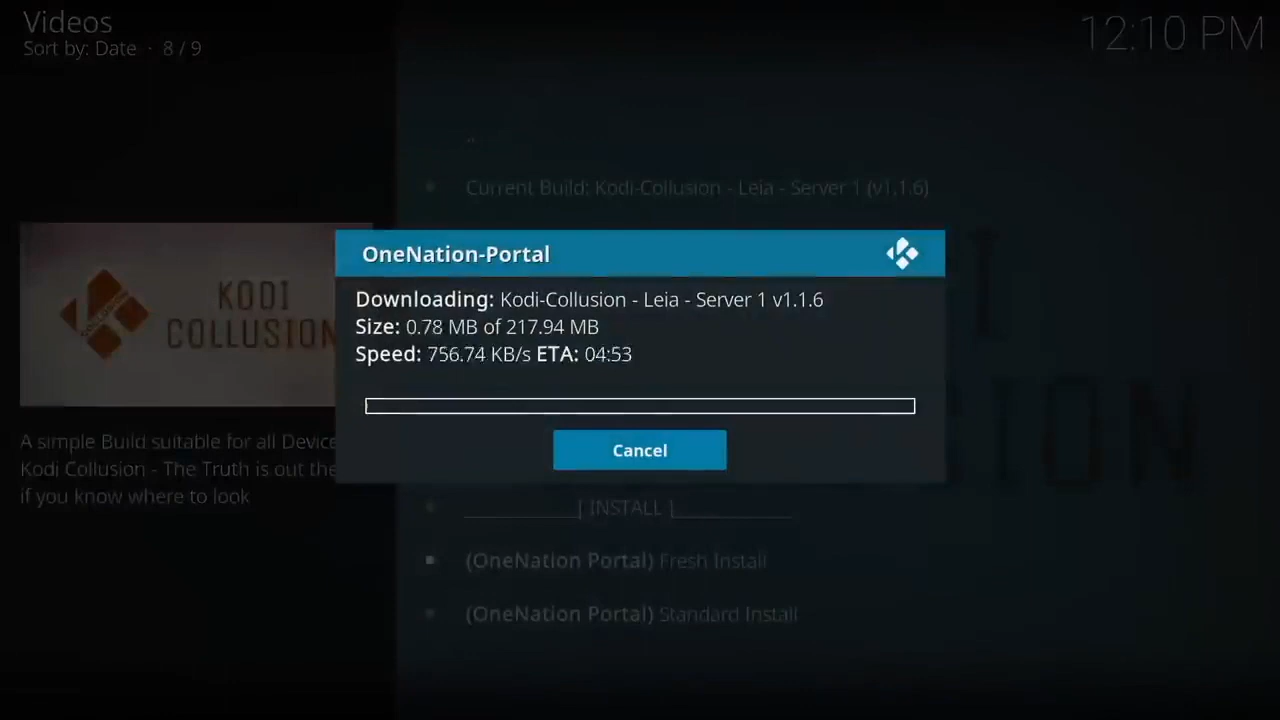 Videos
Sort by: Date · 8 / 9
12:10 PM
..
Current Build: Kodi-Collusion - Leia - Server 1 (v1.1.6)
OneNation-Portal
Downloading: Kodi-Collusion - Leia - Server 1 v1.1.6
Size: 0.78 MB of 217.94 MB
Speed: 756.74 KB/s ETA: 04:53
Cancel
KODI
COLLUSION
A simple Build suitable for all Device
Kodi Collusion - The Truth is out the
if you know where to look
____________[ INSTALL ]____________
(OneNation Portal) Fresh Install
(OneNation Portal) Standard Install